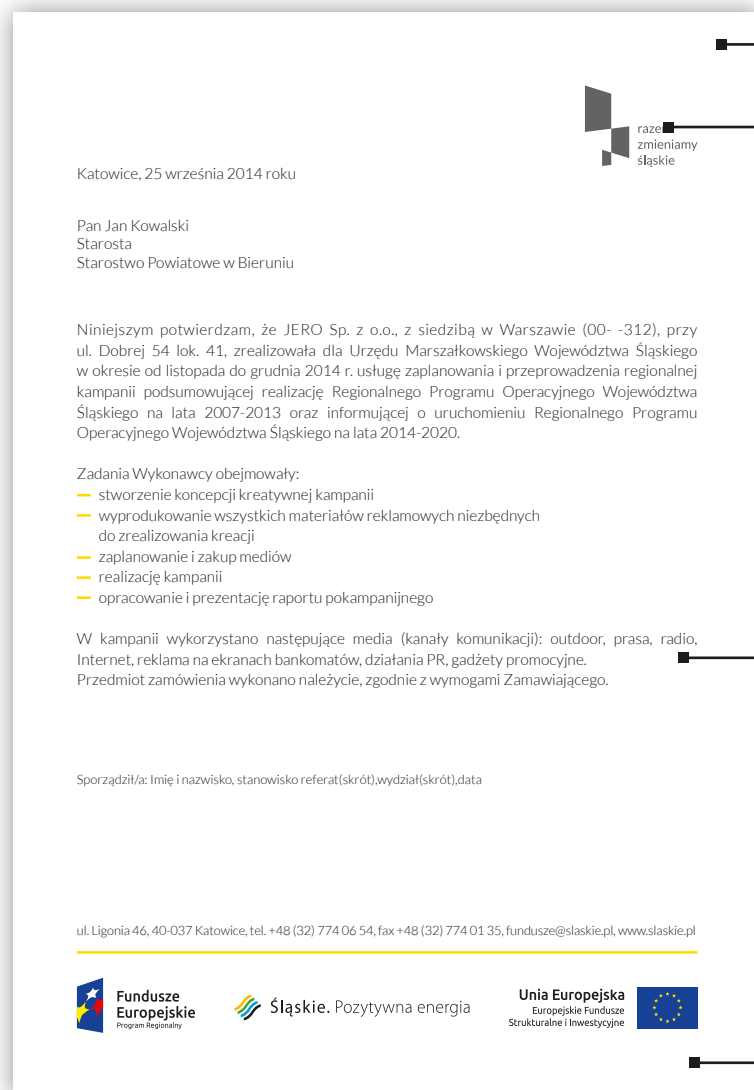 zmieniamy
śląskie
Katowice, 25 września 2014 roku
Pan Jan Kowalski
Starosta
Starostwo Powiatowe w Bieruniu
Niniejszym potwierdzam, że JERO Sp. z o.o., z siedzibą w Warszawie (00- -312), przy
ul. Dobrej 54 lok. 41, zrealizowała dla Urzędu Marszałkowskiego Województwa Śląskiego
w okresie od listopada do grudnia 2014 r. usługę zaplanowania i przeprowadzenia regionalnej
kampanii podsumowującej realizację Regionalnego Programu Operacyjnego Województwa
Śląskiego na lata 2007-2013 oraz informującej o uruchomieniu Regionalnego Programu
Operacyjnego Województwa Śląskiego na lata 2014-2020.
Zadania Wykonawcy obejmowały:
— stworzenie koncepcji kreatywnej kampanii
— wyprodukowanie wszystkich materiałów reklamowych niezbędnych
do zrealizowania kreacji
— zaplanowanie i zakup mediów
— realizację kampanii
— opracowanie i prezentację raportu pokampanijnego
W kampanii wykorzystano następujące media (kanały komunikacji): outdoor, prasa, radio,
Internet, reklama na ekranach bankomatów, działania PR, gadżety promocyjne.
Przedmiot zamówienia wykonano należycie, zgodnie z wymogami Zamawiającego.
Sporządził/a: Imię i nazwisko, stanowisko referat(skrót),wydział(skrót),data
ul. Ligonia 46, 40-037 Katowice, tel. +48 (32) 774 06 54, fax +48 (32) 774 01 35, fundusze@slaskie.pl, www.slaskie.pl
Fundusze
Europejskie
Program Regionalny
Śląskie. Pozytywna energia
Unia Europejska
Europejskie Fundusze
Strukturalne i Inwestycyjne